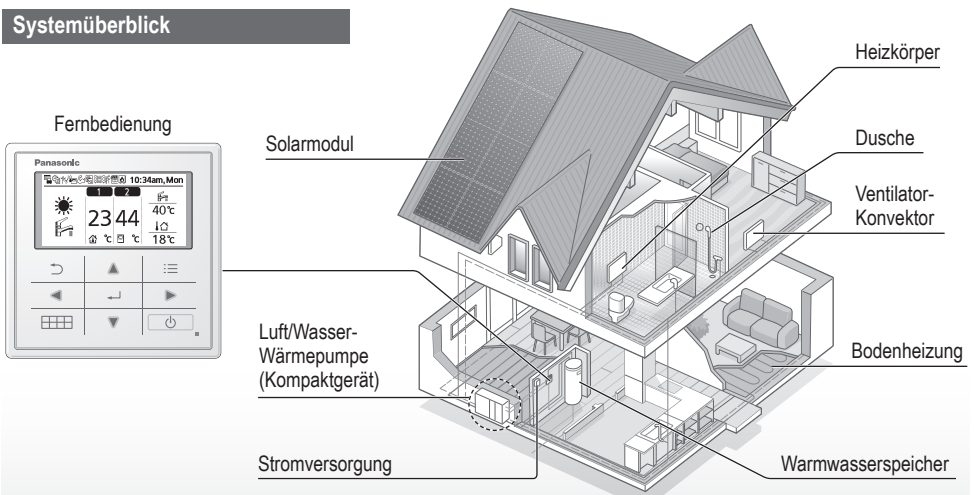 Systemüberblick
Fernbedienung
Panasonic
10:34am, Mon
1 2
23 °C 44 °C
40°C
18°C
Solarmodul
Heizkörper
Dusche
Ventilator-
Konvektor
Luft/Wasser-
Wärmepumpe
(Kompaktgerät)
Bodenheizung
Stromversorgung
Warmwasserspeicher